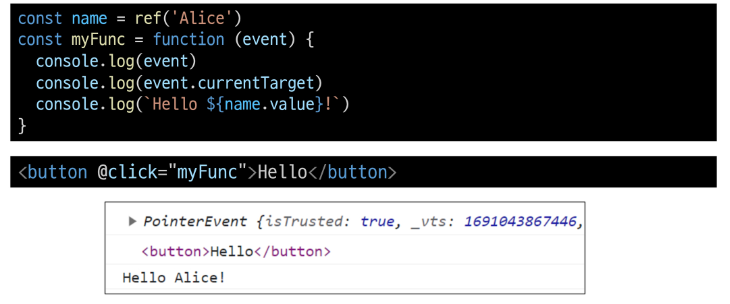 const name = ref('Alice')
const myFunc = function (event) {
  console.log(event)
  console.log(event.currentTarget)
  console.log(`Hello ${name.value}!`)
}
<button @click="myFunc">Hello</button>
▶ PointerEvent {isTrusted: true, _vts: 1691043867446,
<button>Hello</button>
Hello Alice!